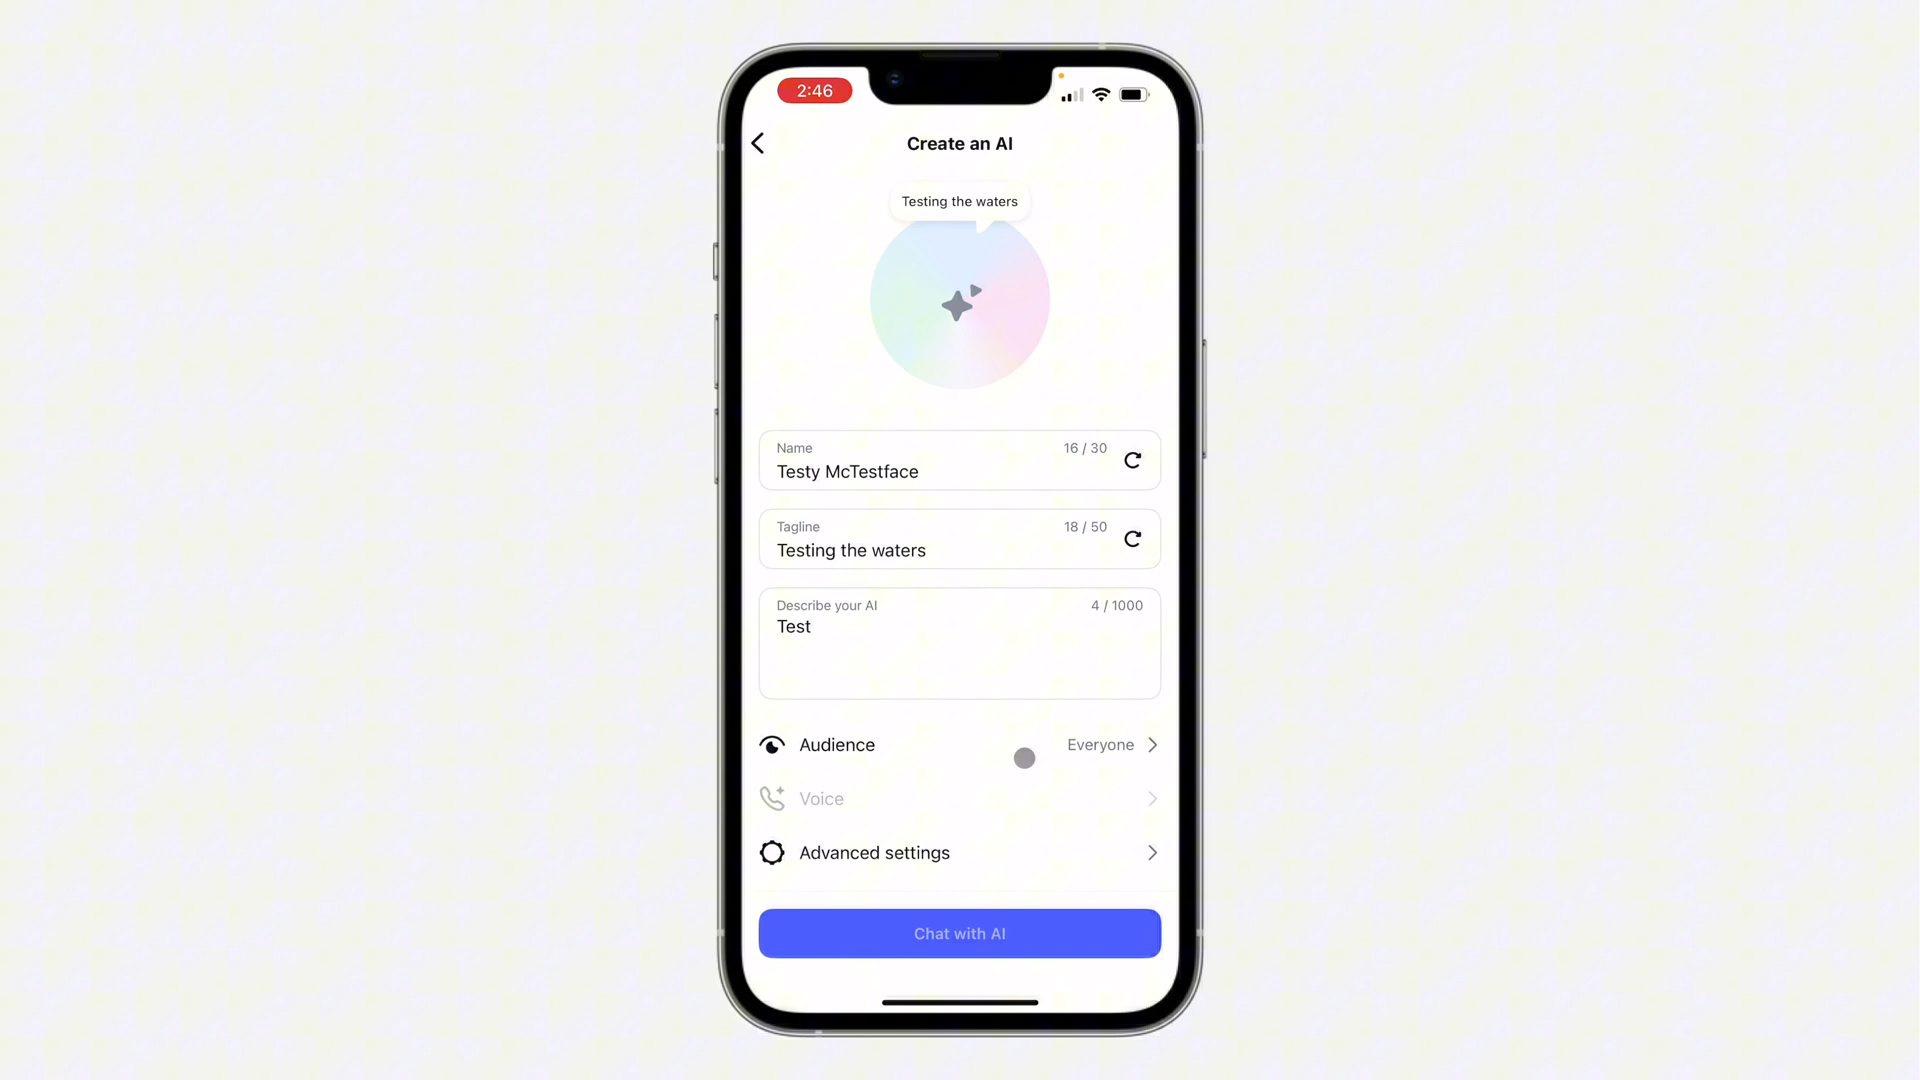 2:46
Create an AI
Testing the waters
Name 16 / 30
Testy McTestface
Tagline 18 / 50
Testing the waters
Describe your AI 4 / 1000
Test
Audience Everyone
Voice
Advanced settings
Chat with AI